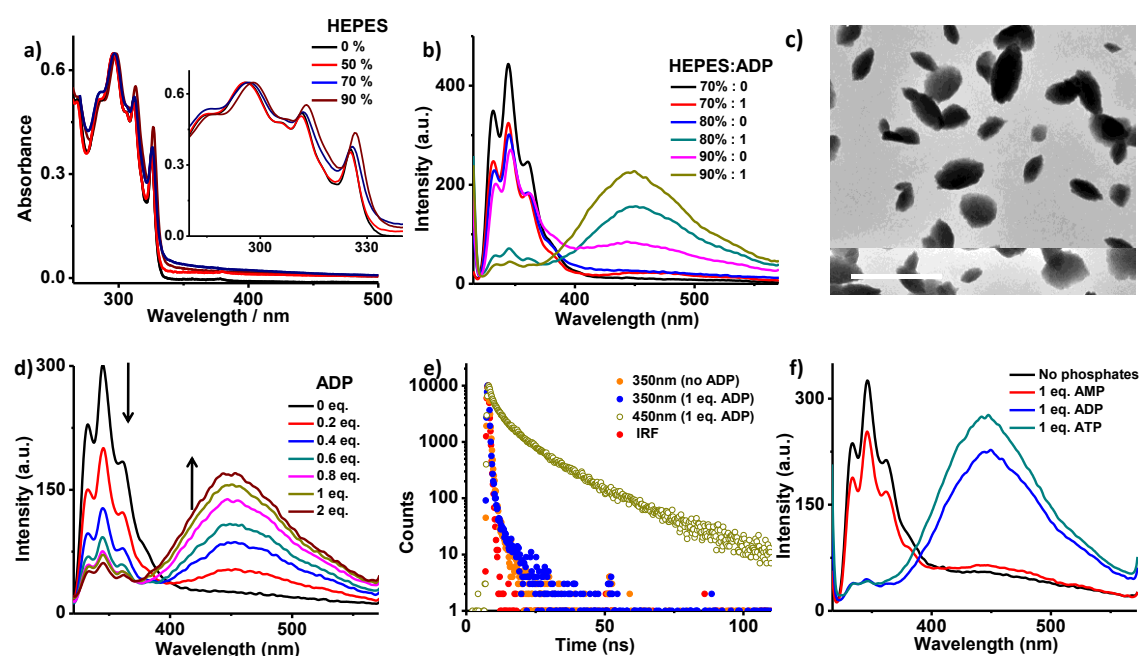 a)
HEPES
0 %
50 %
70 %
90 %
0.6
0.3
0.0
Absorbance
0.6
0.3
0.0
300
330
300
400
500
Wavelength / nm
b)
HEPES:ADP
70% : 0
70% : 1
80% : 0
80% : 1
90% : 0
90% : 1
400
200
0
Intensity (a.u.)
400
500
Wavelength (nm)
c)
d)
ADP
0 eq.
0.2 eq.
0.4 eq.
0.6 eq.
0.8 eq.
1 eq.
2 eq.
300
150
0
Intensity (a.u.)
400
500
Wavelength (nm)
e)
350nm (no ADP)
350nm (1 eq. ADP)
450nm (1 eq. ADP)
IRF
10000
1000
100
10
1
Counts
0
50
100
Time (ns)
f)
No phosphates
1 eq. AMP
1 eq. ADP
1 eq. ATP
300
150
0
Intensity (a.u.)
400
500
Wavelength (nm)